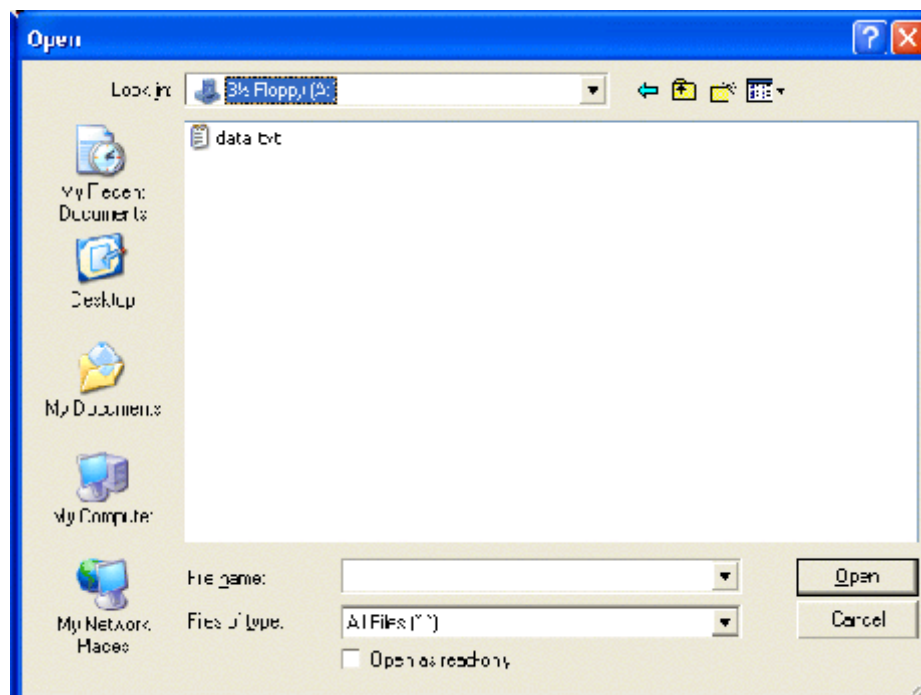 Open
Look in:
3½ Floppy (A:
data.txt
My Recent
Documents
Desktop
My Documents
My Computer
My Network
Places
File name:
Open
Files of type:
All Files (*.*)
Cancel
Open as read-only